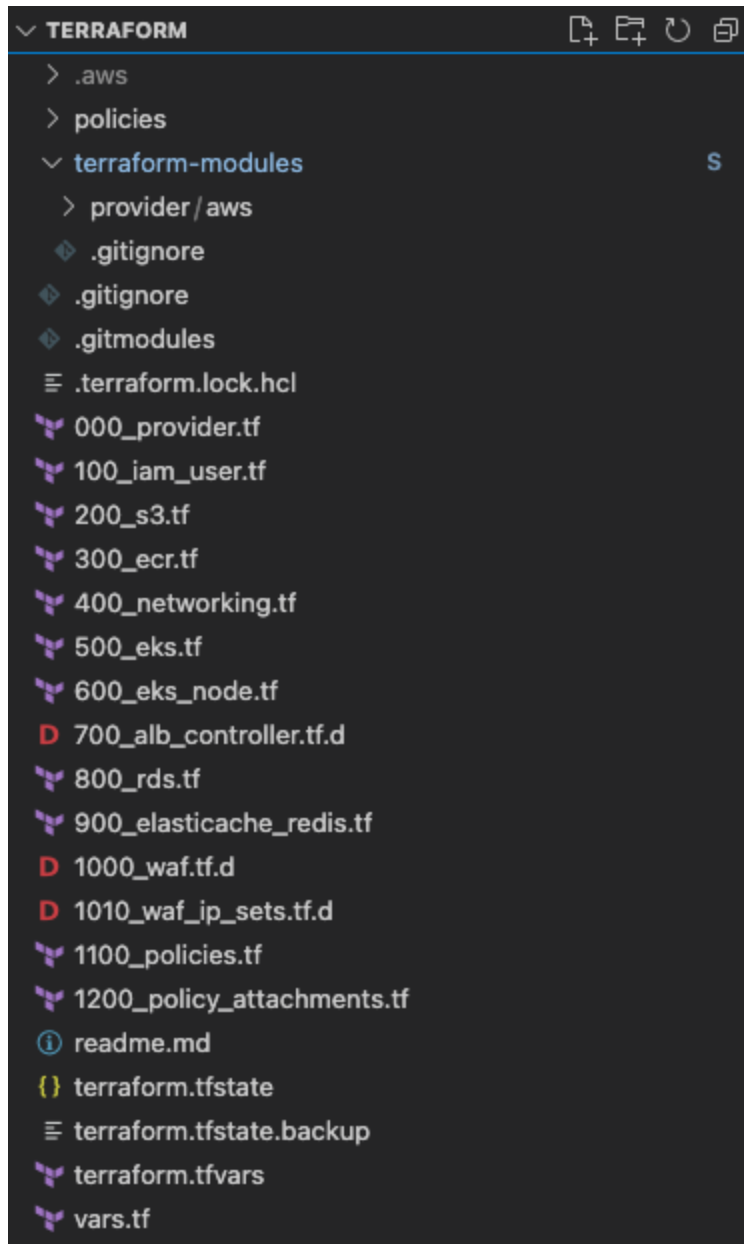 TERRAFORM
.aws
policies
terraform-modules S
provider/aws
.gitignore
.gitignore
.gitmodules
.terraform.lock.hcl
000_provider.tf
100_iam_user.tf
200_s3.tf
300_ecr.tf
400_networking.tf
500_eks.tf
600_eks_node.tf
D 700_alb_controller.tf.d
800_rds.tf
900_elasticache_redis.tf
D 1000_waf.tf.d
D 1010_waf_ip_sets.tf.d
1100_policies.tf
1200_policy_attachments.tf
readme.md
{} terraform.tfstate
terraform.tfstate.backup
terraform.tfvars
vars.tf